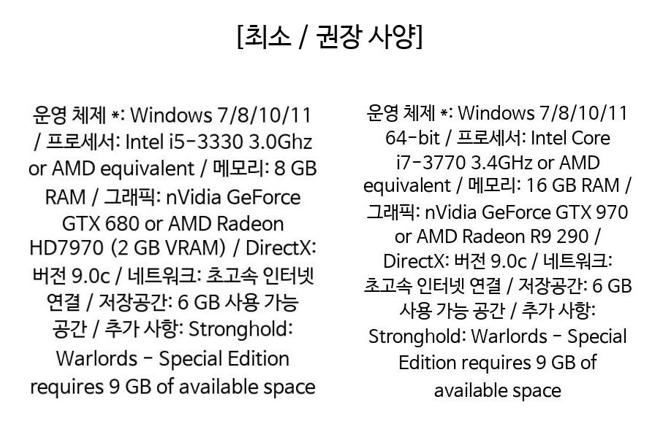 [최소 / 권장 사양]
운영 체제 *: Windows 7/8/10/11
/ 프로세서: Intel i5-3330 3.0Ghz
or AMD equivalent / 메모리: 8 GB
RAM / 그래픽: nVidia GeForce
GTX 680 or AMD Radeon
HD7970 (2 GB VRAM) / DirectX:
버전 9.0c / 네트워크: 초고속 인터넷
연결 / 저장공간: 6 GB 사용 가능
공간 / 추가 사항: Stronghold:
Warlords - Special Edition
requires 9 GB of available space
운영 체제 *: Windows 7/8/10/11
64-bit / 프로세서: Intel Core
i7-3770 3.4GHz or AMD
equivalent / 메모리: 16 GB RAM /
그래픽: nVidia GeForce GTX 970
or AMD Radeon R9 290 /
DirectX: 버전 9.0c / 네트워크:
초고속 인터넷 연결 / 저장공간: 6 GB
사용 가능 공간 / 추가 사항:
Stronghold: Warlords - Special
Edition requires 9 GB of
available space